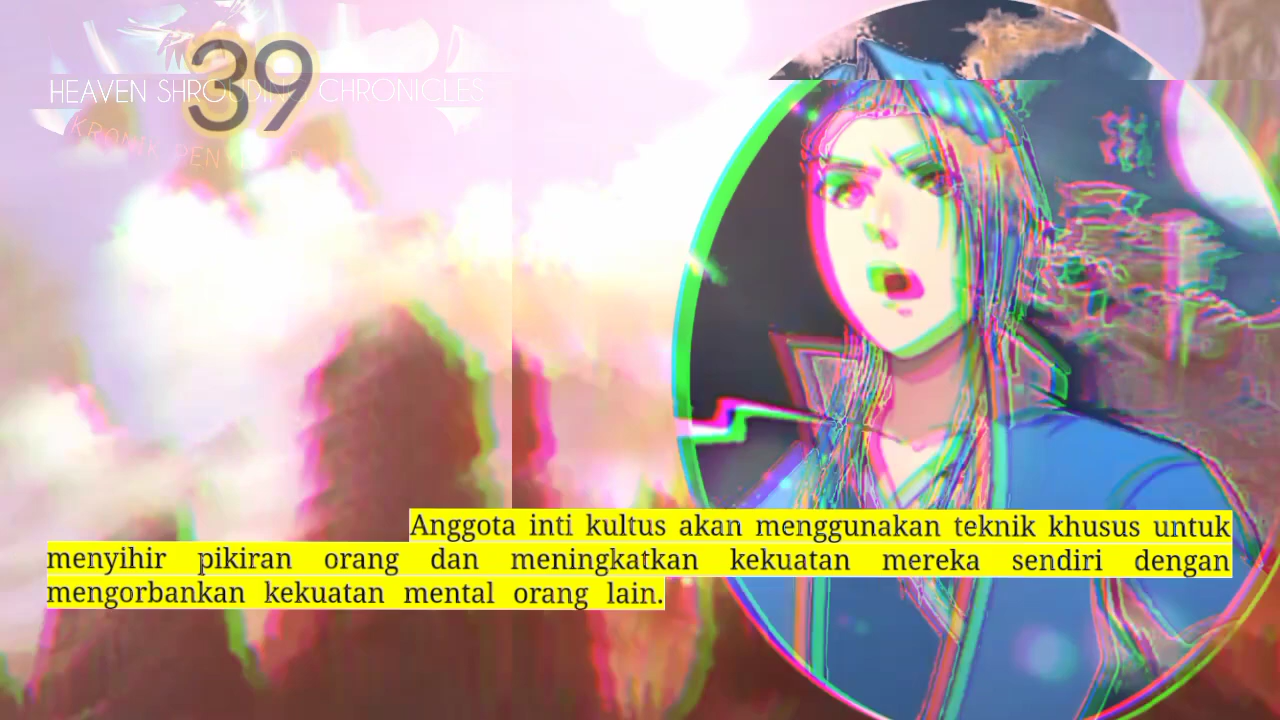 39
HEAVEN SHROUDING CHRONICLES
KRONIK
Anggota inti kultus akan menggunakan teknik khusus untuk
menyihir pikiran orang dan meningkatkan kekuatan mereka sendiri dengan
mengorbankan kekuatan mental orang lain.